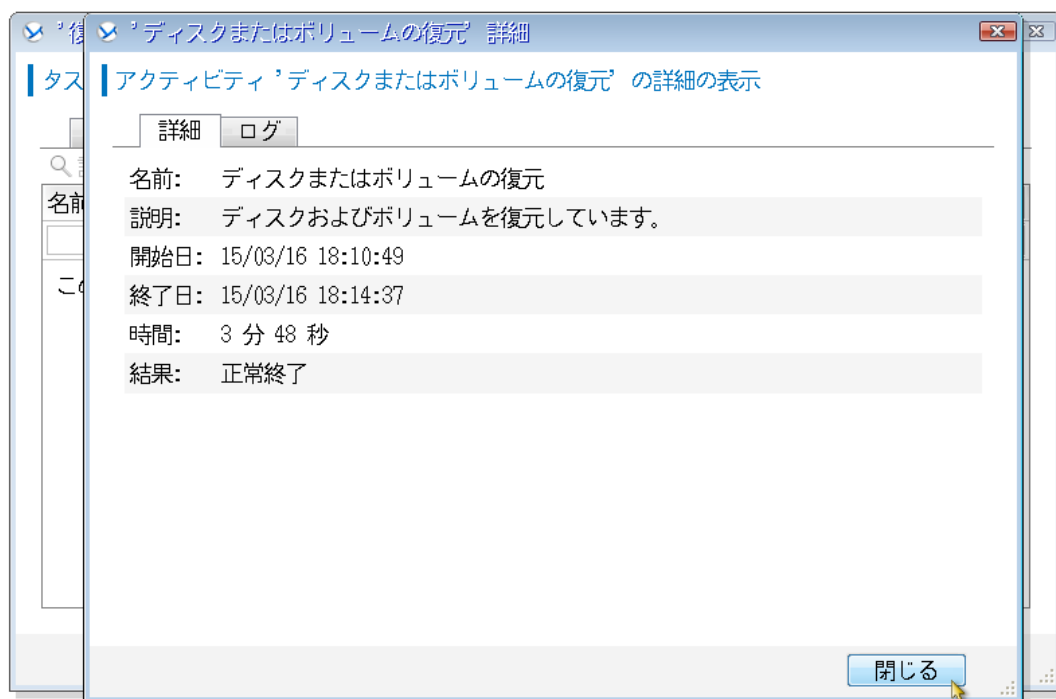 'ディスクまたはボリュームの復元' 詳細
アクティビティ 'ディスクまたはボリュームの復元' の詳細の表示
詳細 ログ
名前: ディスクまたはボリュームの復元
説明: ディスクおよびボリュームを復元しています。
開始日: 15/03/16 18:10:49
終了日: 15/03/16 18:14:37
時間: 3 分 48 秒
結果: 正常終了
閉じる
タス
名前